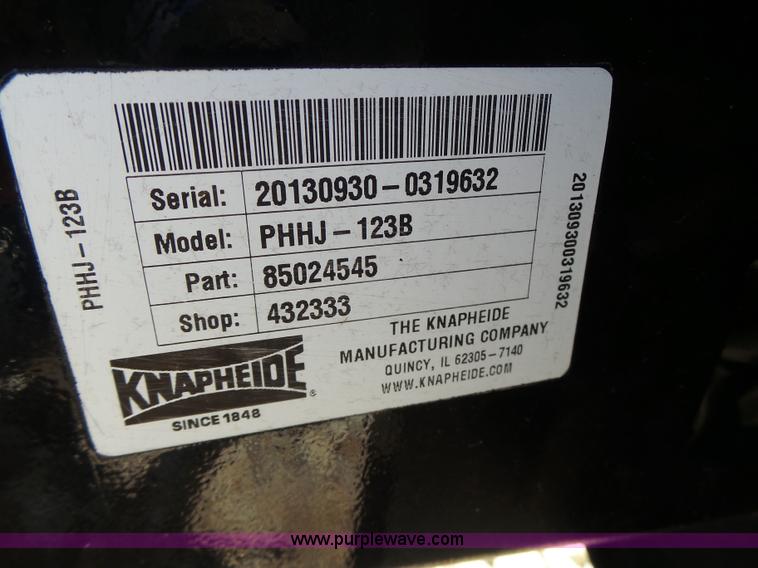 Serial: 20130930-0319632
Model: PHHJ-123B
Part: 85024545
Shop: 432333
KNAPHEIDE®
SINCE 1848
THE KNAPHEIDE
MANUFACTURING COMPANY
QUINCY, IL 62305-7140
WWW.KNAPHEIDE.COM
PHHJ-123B
201309300319632
www.purplewave.com